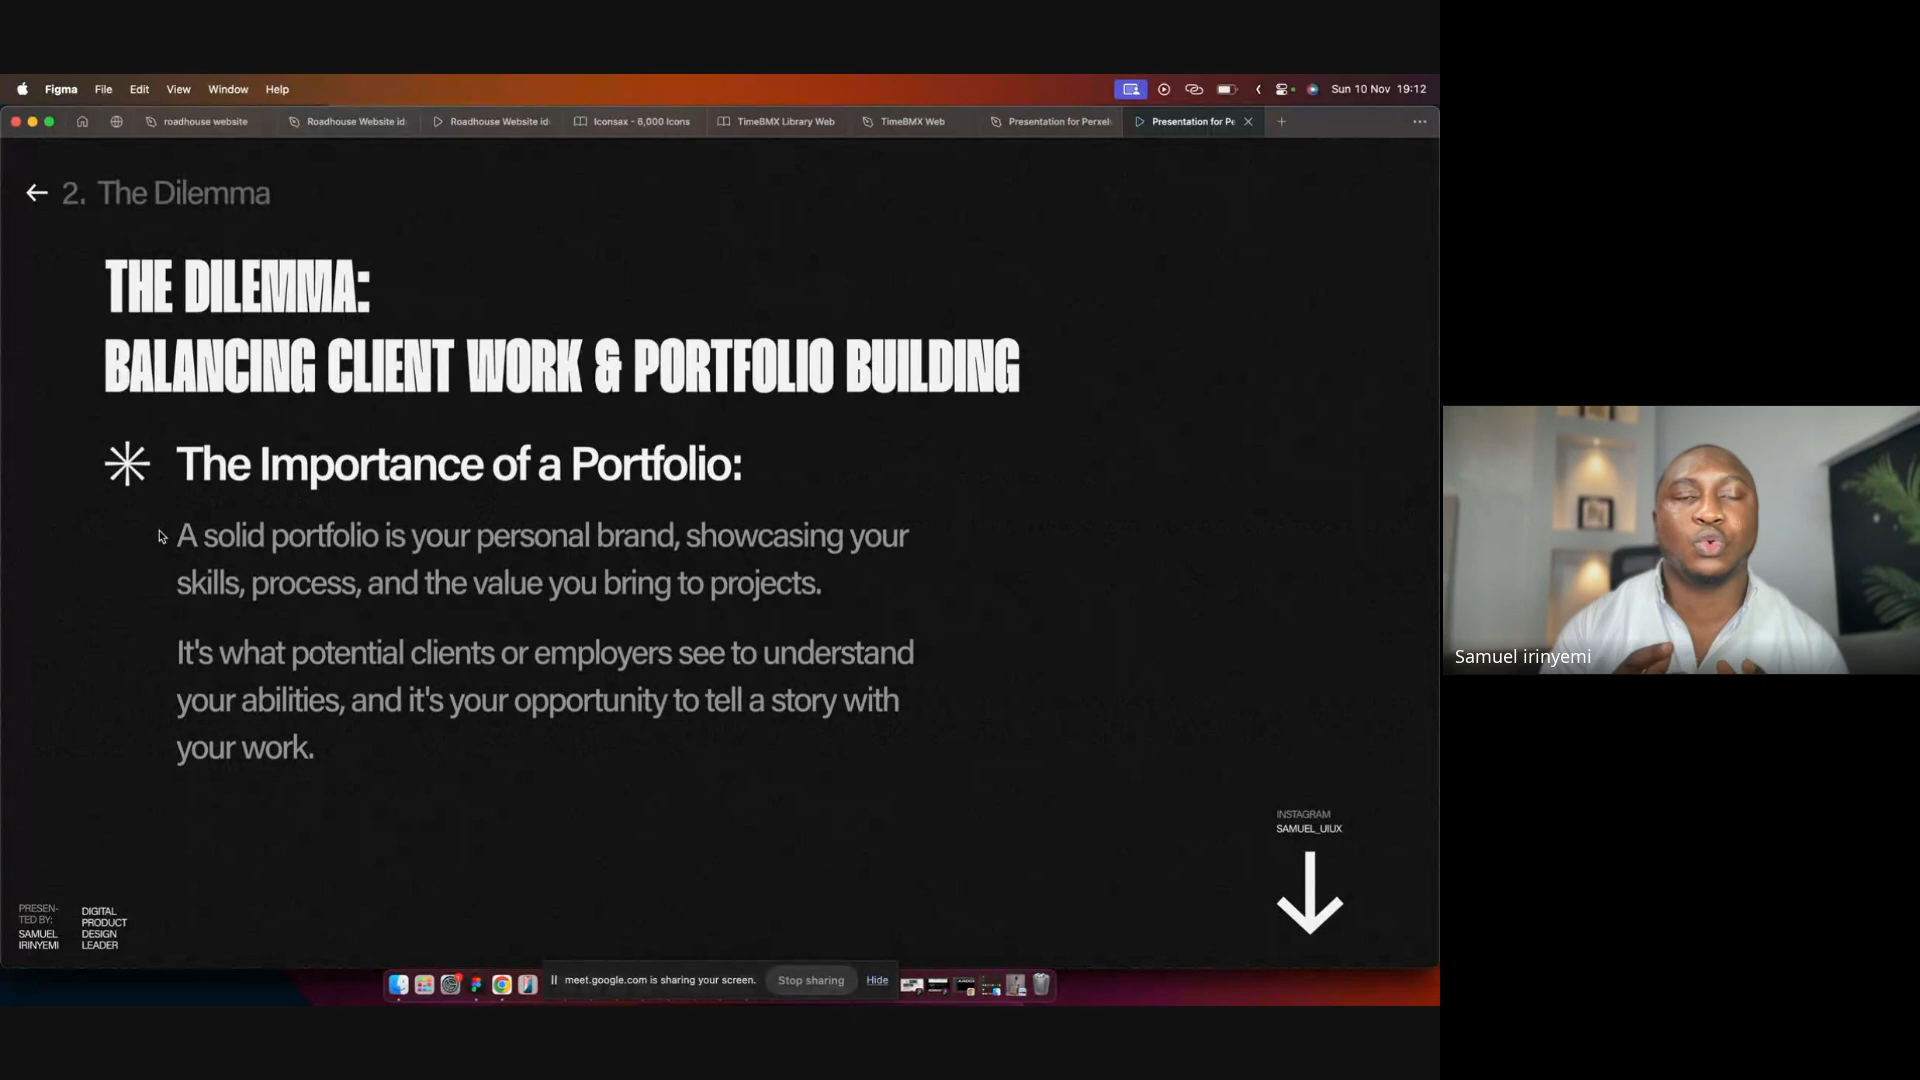 Figma File Edit View Window Help
Sun 10 Nov 19:12
roadhouse website
Roadhouse Website id
Roadhouse Website id
Iconsax - 6,000 Icons
TimeBMX Library Web
TimeBMX Web
Presentation for Perxel
Presentation for Pe
2. The Dilemma
THE DILEMMA:
BALANCING CLIENT WORK & PORTFOLIO BUILDING
The Importance of a Portfolio:
A solid portfolio is your personal brand, showcasing your
skills, process, and the value you bring to projects.
It's what potential clients or employers see to understand
your abilities, and it's your opportunity to tell a story with
your work.
Samuel irinyemi
INSTAGRAM
SAMUEL_UIUX
PRESEN-
TED BY:
SAMUEL
IRINYEMI
DIGITAL
PRODUCT
DESIGN
LEADER
meet.google.com is sharing your screen.
Stop sharing
Hide